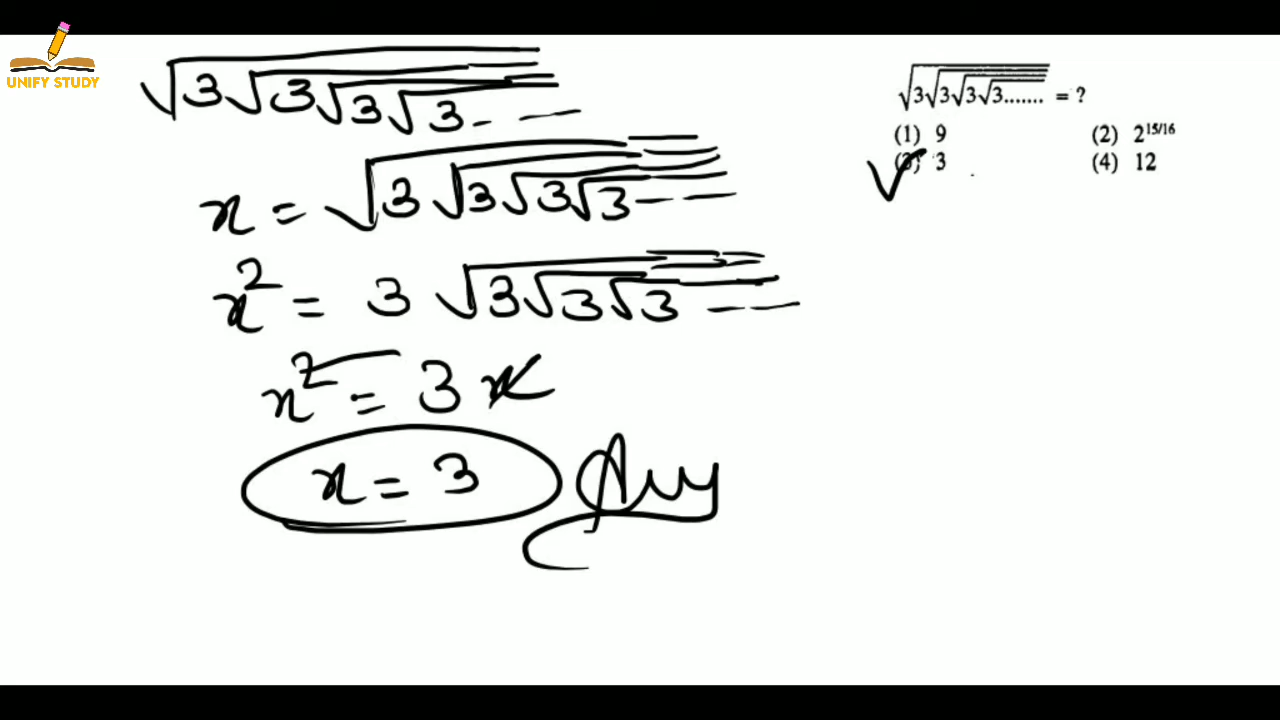 UNIFY STUDY
√3√3√3√3- - -
x = √3√3√3√3- - - -
x² = 3 √3√3√3 - - -
x² = 3x
x = 3 Ans
√3√3√3√3....... = ?
(1) 9 (2) 2^15/16
(3) 3 (4) 12